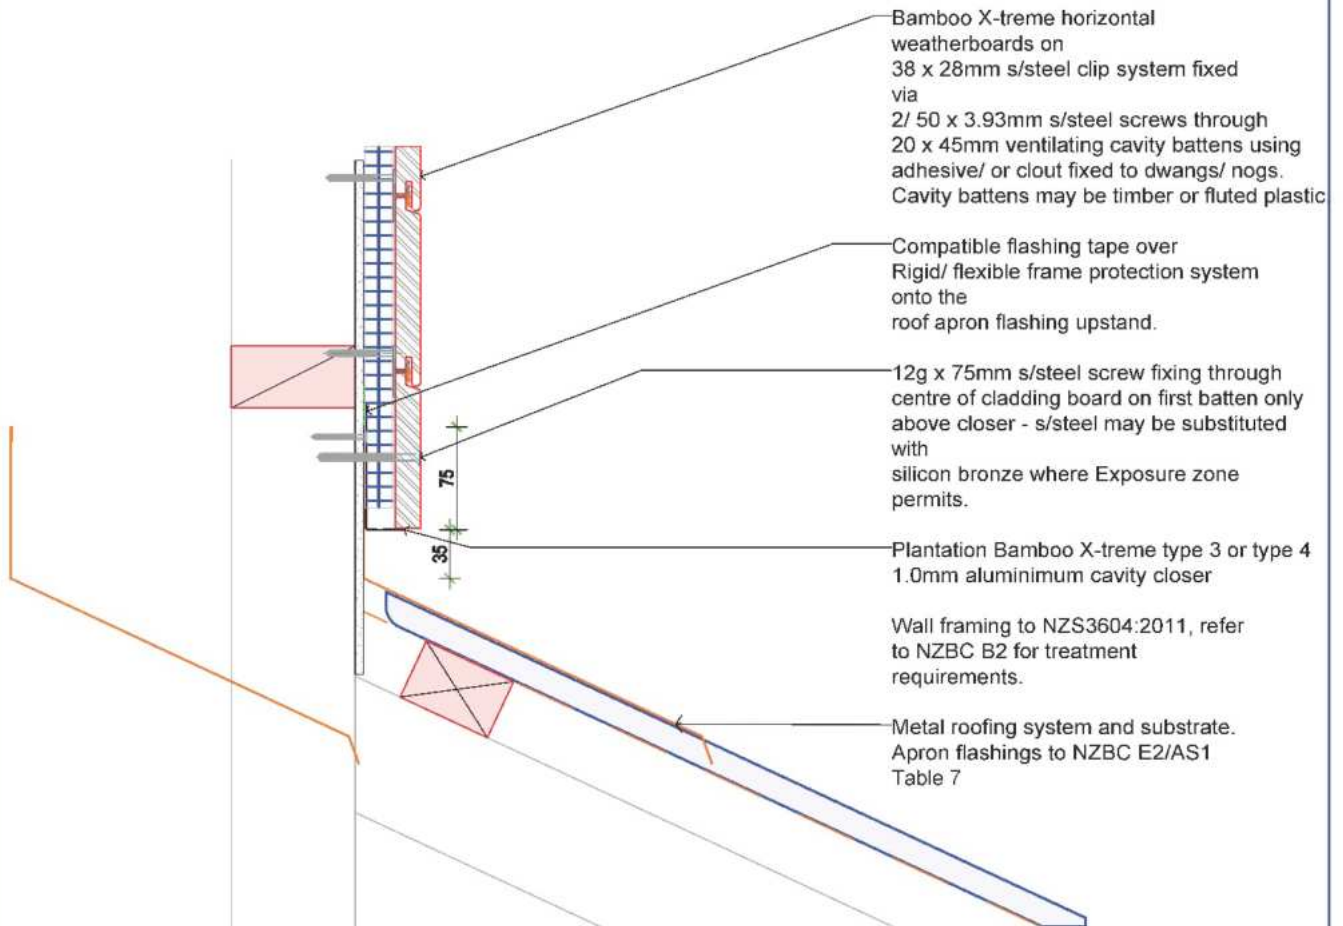 Bamboo X-treme horizontal
weatherboards on
38 x 28mm s/steel clip system fixed
via
2/ 50 x 3.93mm s/steel screws through
20 x 45mm ventilating cavity battens using
adhesive/ or clout fixed to dwangs/ nogs.
Cavity battens may be timber or fluted plastic
Compatible flashing tape over
Rigid/ flexible frame protection system
onto the
roof apron flashing upstand.
12g x 75mm s/steel screw fixing through
centre of cladding board on first batten only
above closer - s/steel may be substituted
with
silicon bronze where Exposure zone
permits.
75
35
Plantation Bamboo X-treme type 3 or type 4
1.0mm aluminimum cavity closer
Wall framing to NZS3604:2011, refer
to NZBC B2 for treatment
requirements.
Metal roofing system and substrate.
Apron flashings to NZBC E2/AS1
Table 7